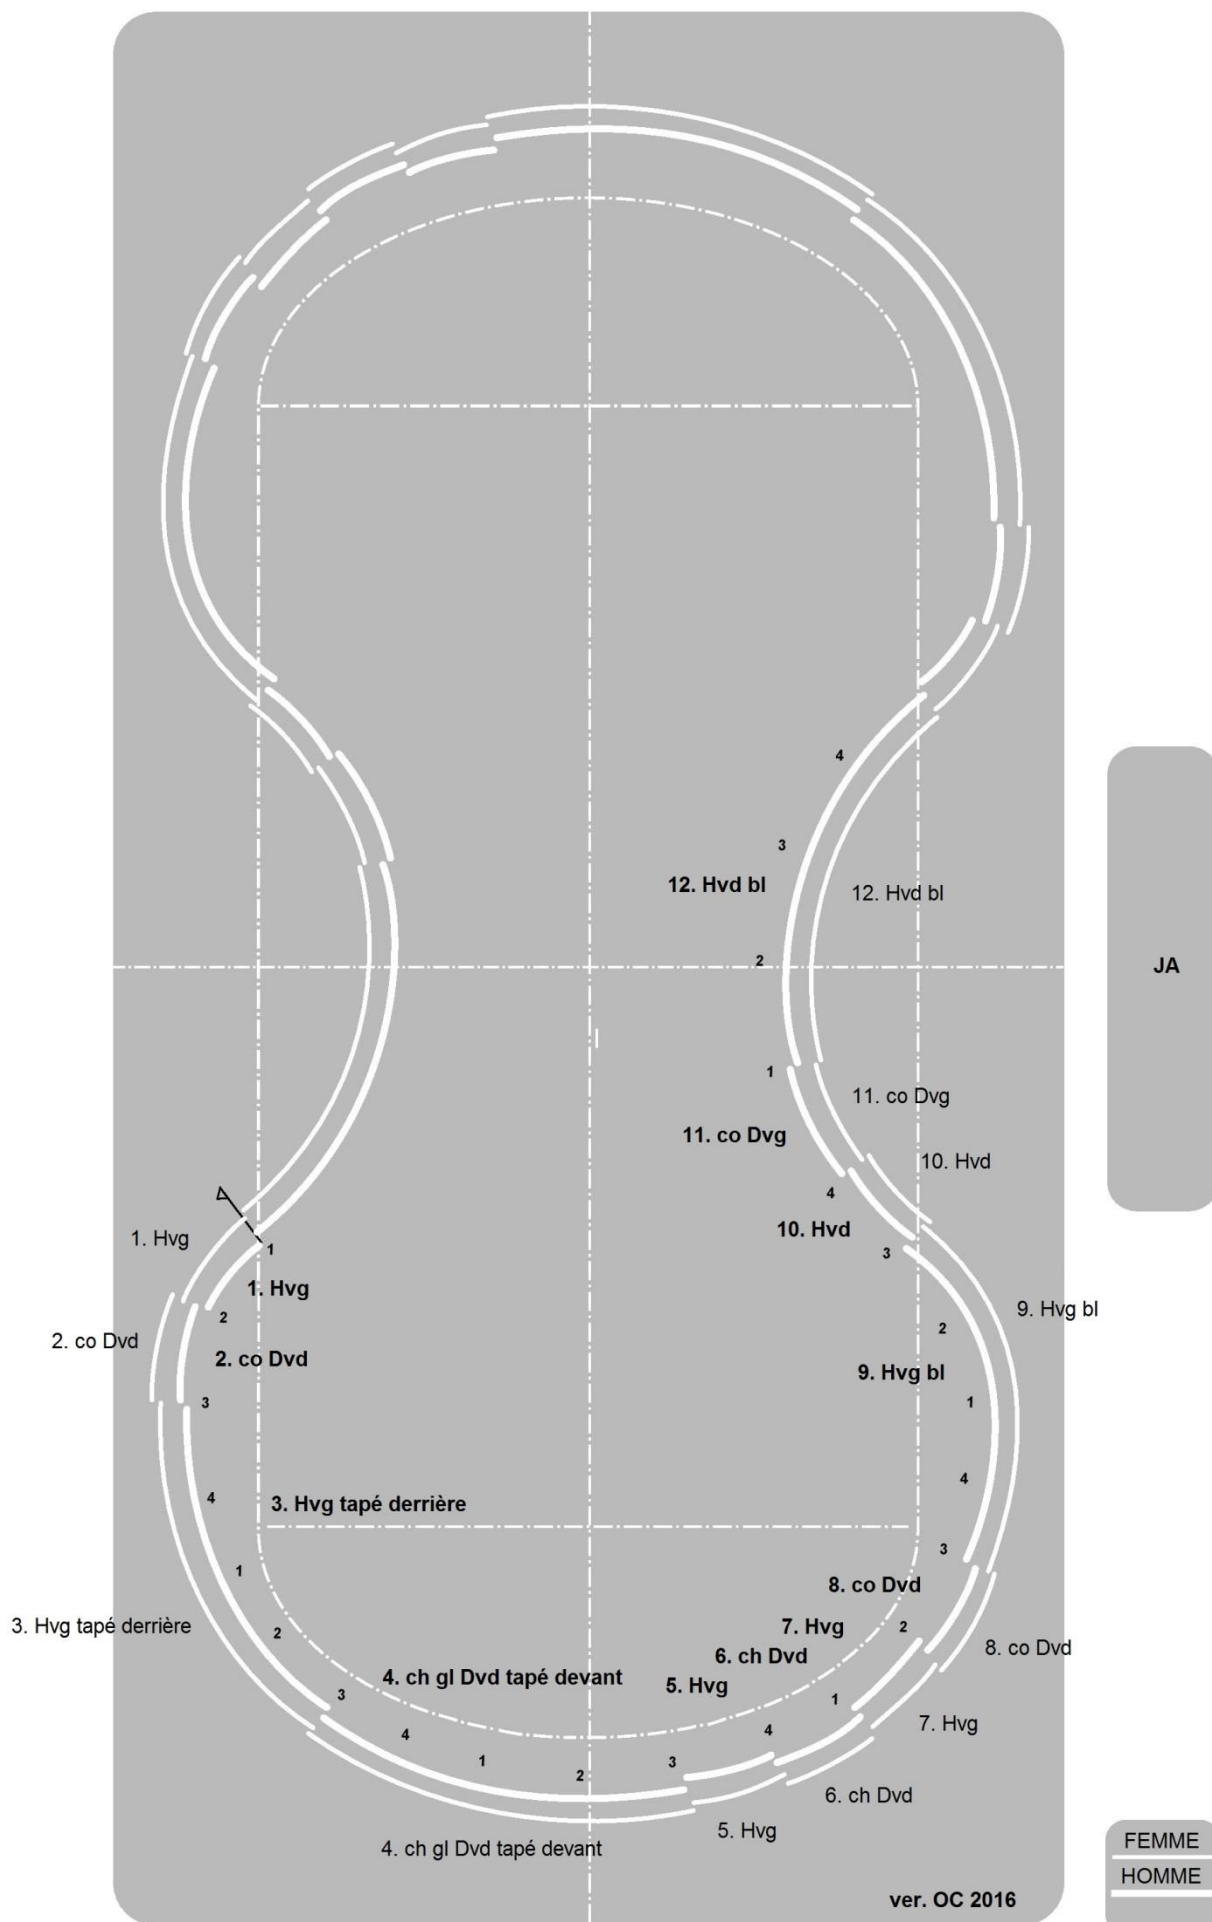 4
3
12. Hvd bl
12. Hvd bl
2
JA
1
11. co Dvg
11. co Dvg
10. Hvd
4
10. Hvd
1. Hvg
1
3
1. Hvg
9. Hvg bl
2
2
2. co Dvd
2. co Dvd
9. Hvg bl
3
1
4
4
3. Hvg tapé derrière
3
1
8. co Dvd
3. Hvg tapé derrière
7. Hvg
2
2
8. co Dvd
6. ch Dvd
4. ch gl Dvd tapé devant
5. Hvg
3
1
7. Hvg
4
4
1
3
2
6. ch Dvd
5. Hvg
4. ch gl Dvd tapé devant
FEMME
HOMME
ver. OC 2016